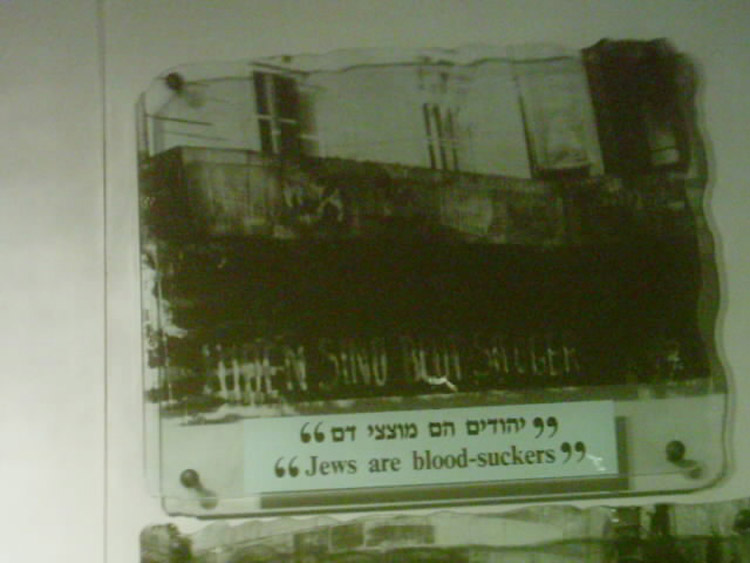 JUDEN SIND BLUT SAUGER
”יהודים הם מוצצי דם“
“Jews are blood-suckers”